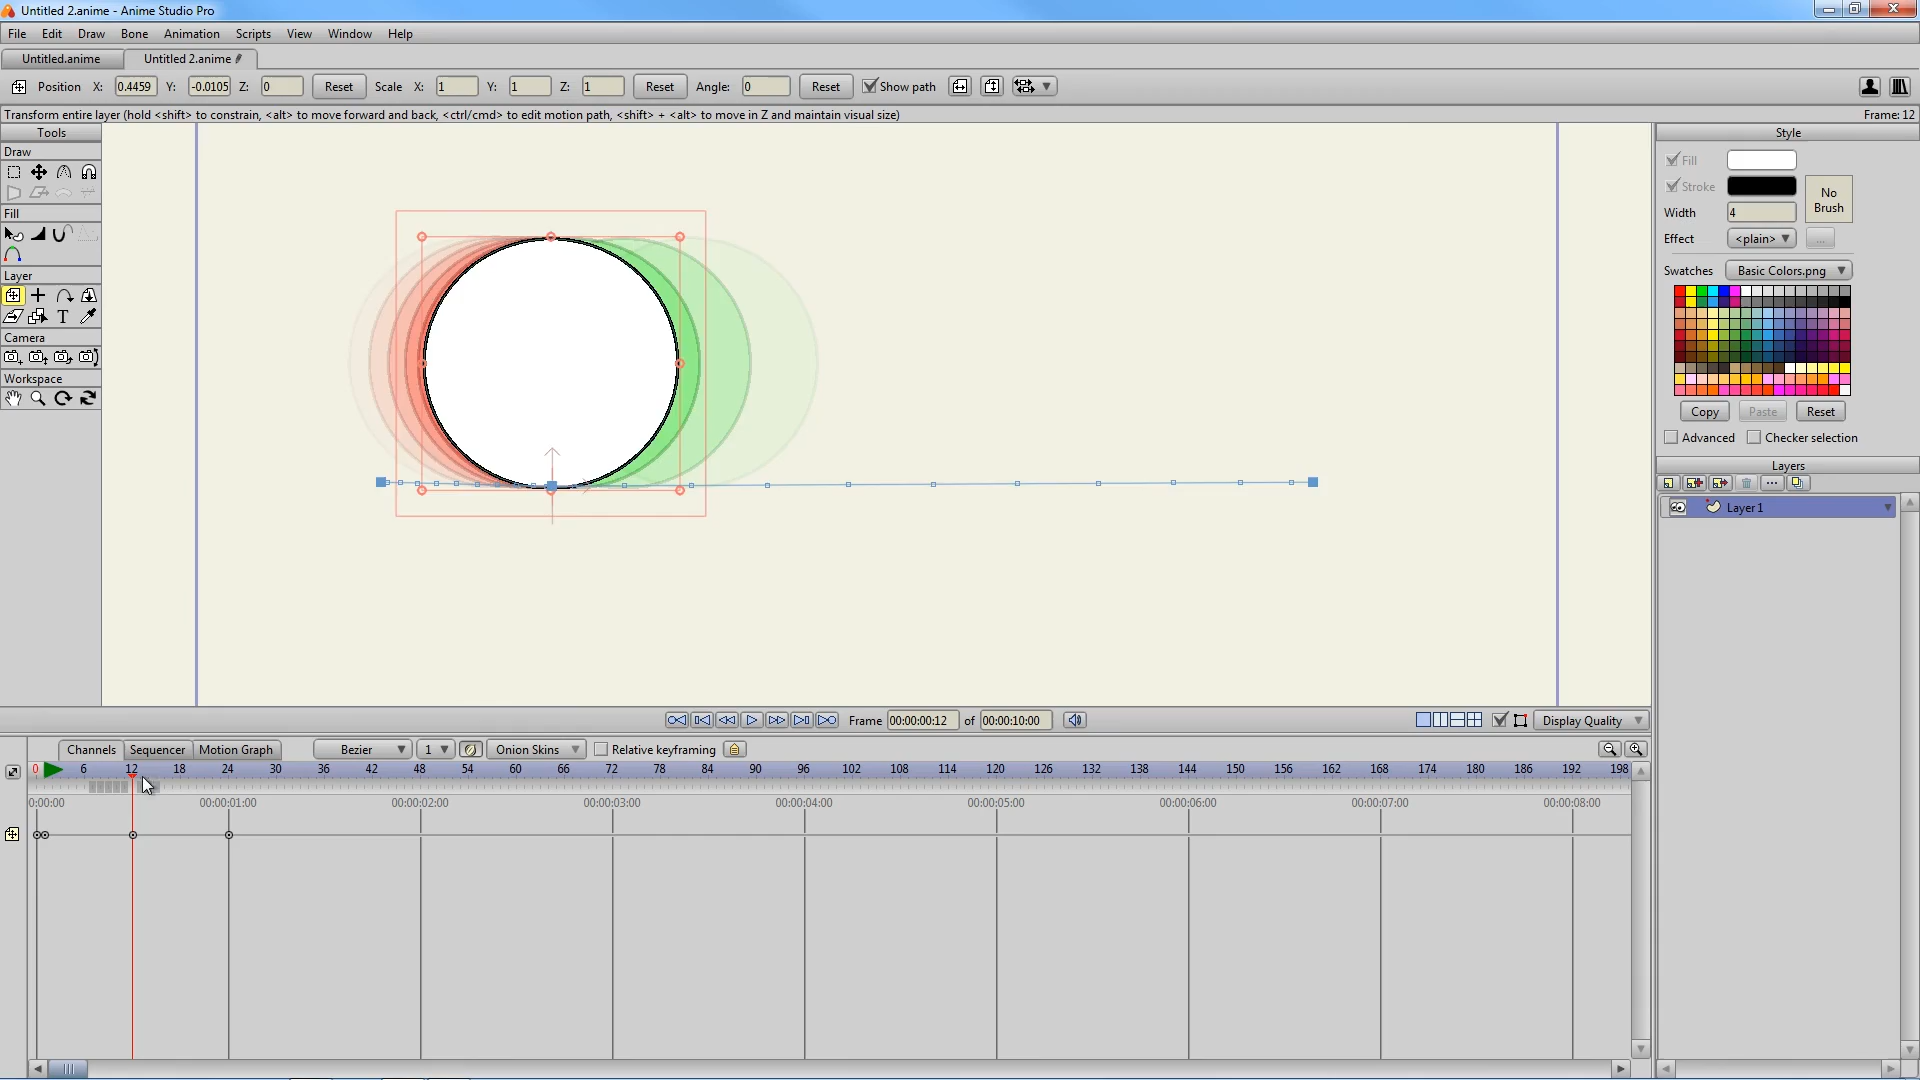 Untitled 2.anime - Anime Studio Pro
File Edit Draw Bone Animation Scripts View Window Help
Untitled.anime Untitled 2.anime
Position X: 0.4459 Y: -0.0105 Z: 0 Reset Scale X: 1 Y: 1 Z: 1 Reset Angle: 0 Reset Show path
Transform entire layer (hold <shift> to constrain, <alt> to move forward and back, <ctrl/cmd> to edit motion path, <shift> + <alt> to move in Z and maintain visual size) Frame: 12
Tools
Draw
Fill
Layer
Camera
Workspace
Style
Fill
Stroke
No Brush
Width 4
Effect <plain> ...
Swatches Basic Colors.png
Copy Paste Reset
Advanced Checker selection
Layers
Layer 1
Frame 00:00:00:12 of 00:00:10:00 Display Quality
Channels Sequencer Motion Graph Bezier 1 Onion Skins Relative keyframing
0 6 12 18 24 30 36 42 48 54 60 66 72 78 84 90 96 102 108 114 120 126 132 138 144 150 156 162 168 174 180 186 192 198
0:00:00 00:00:01:00 00:00:02:00 00:00:03:00 00:00:04:00 00:00:05:00 00:00:06:00 00:00:07:00 00:00:08:00